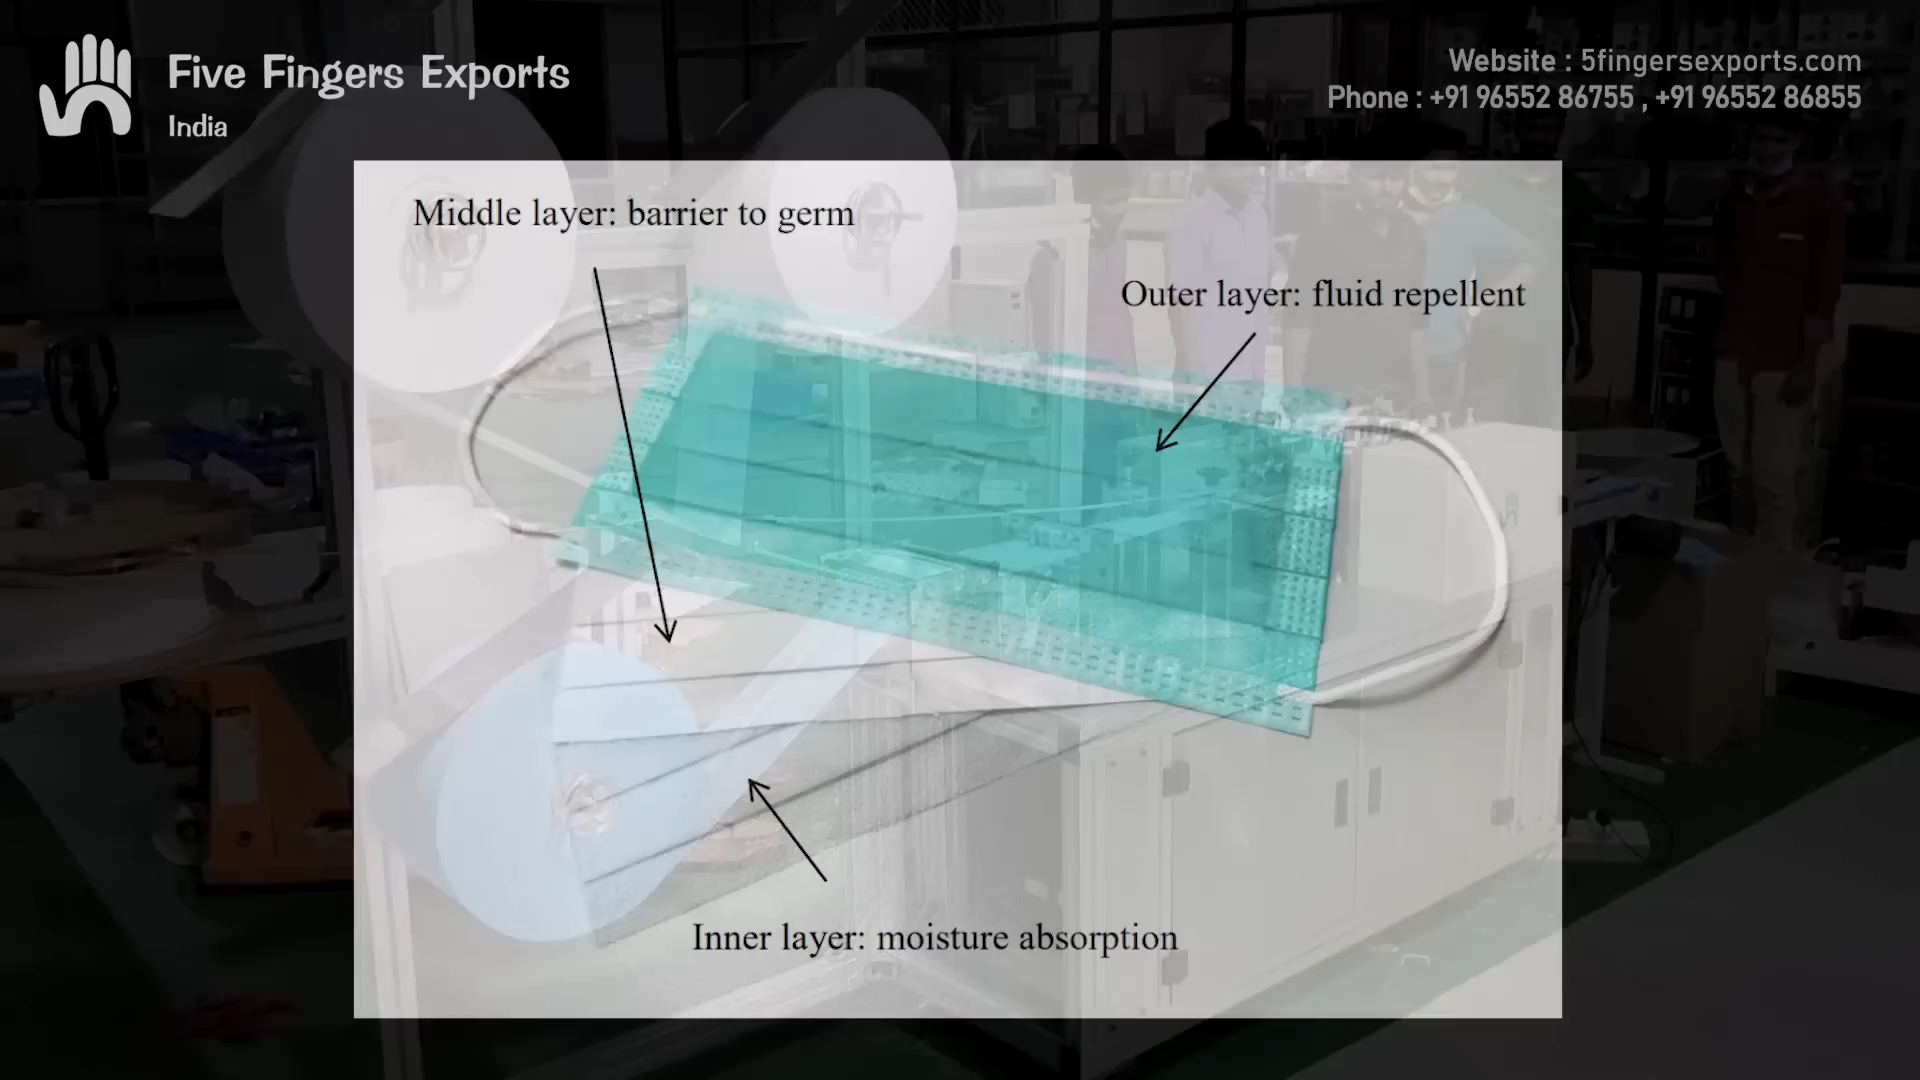 Five Fingers Exports
India
Website : 5fingersexports.com
Phone : +91 96552 86755 , +91 96552 86855
Middle layer: barrier to germ
Outer layer: fluid repellent
Inner layer: moisture absorption